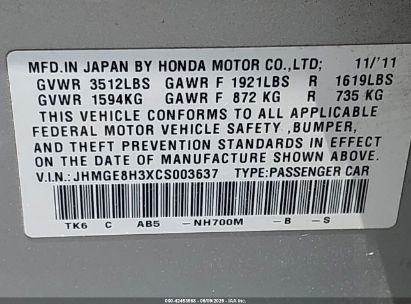 MFD.IN JAPAN BY HONDA MOTOR CO.,LTD; 11/'11
GVWR 3512LBS GAWR F 1921LBS R 1619LBS
GVWR 1594KG GAWR F 872 KG R 735 KG
THIS VEHICLE CONFORMS TO ALL APPLICABLE
FEDERAL MOTOR VEHICLE SAFETY ,BUMPER,
AND THEFT PREVENTION STANDARDS IN EFFECT
ON THE DATE OF MANUFACTURE SHOWN ABOVE.
V.I.N.:JHMGE8H3XCS003637 TYPE:PASSENGER CAR
TK6 C AB5 -NH700M -B -S